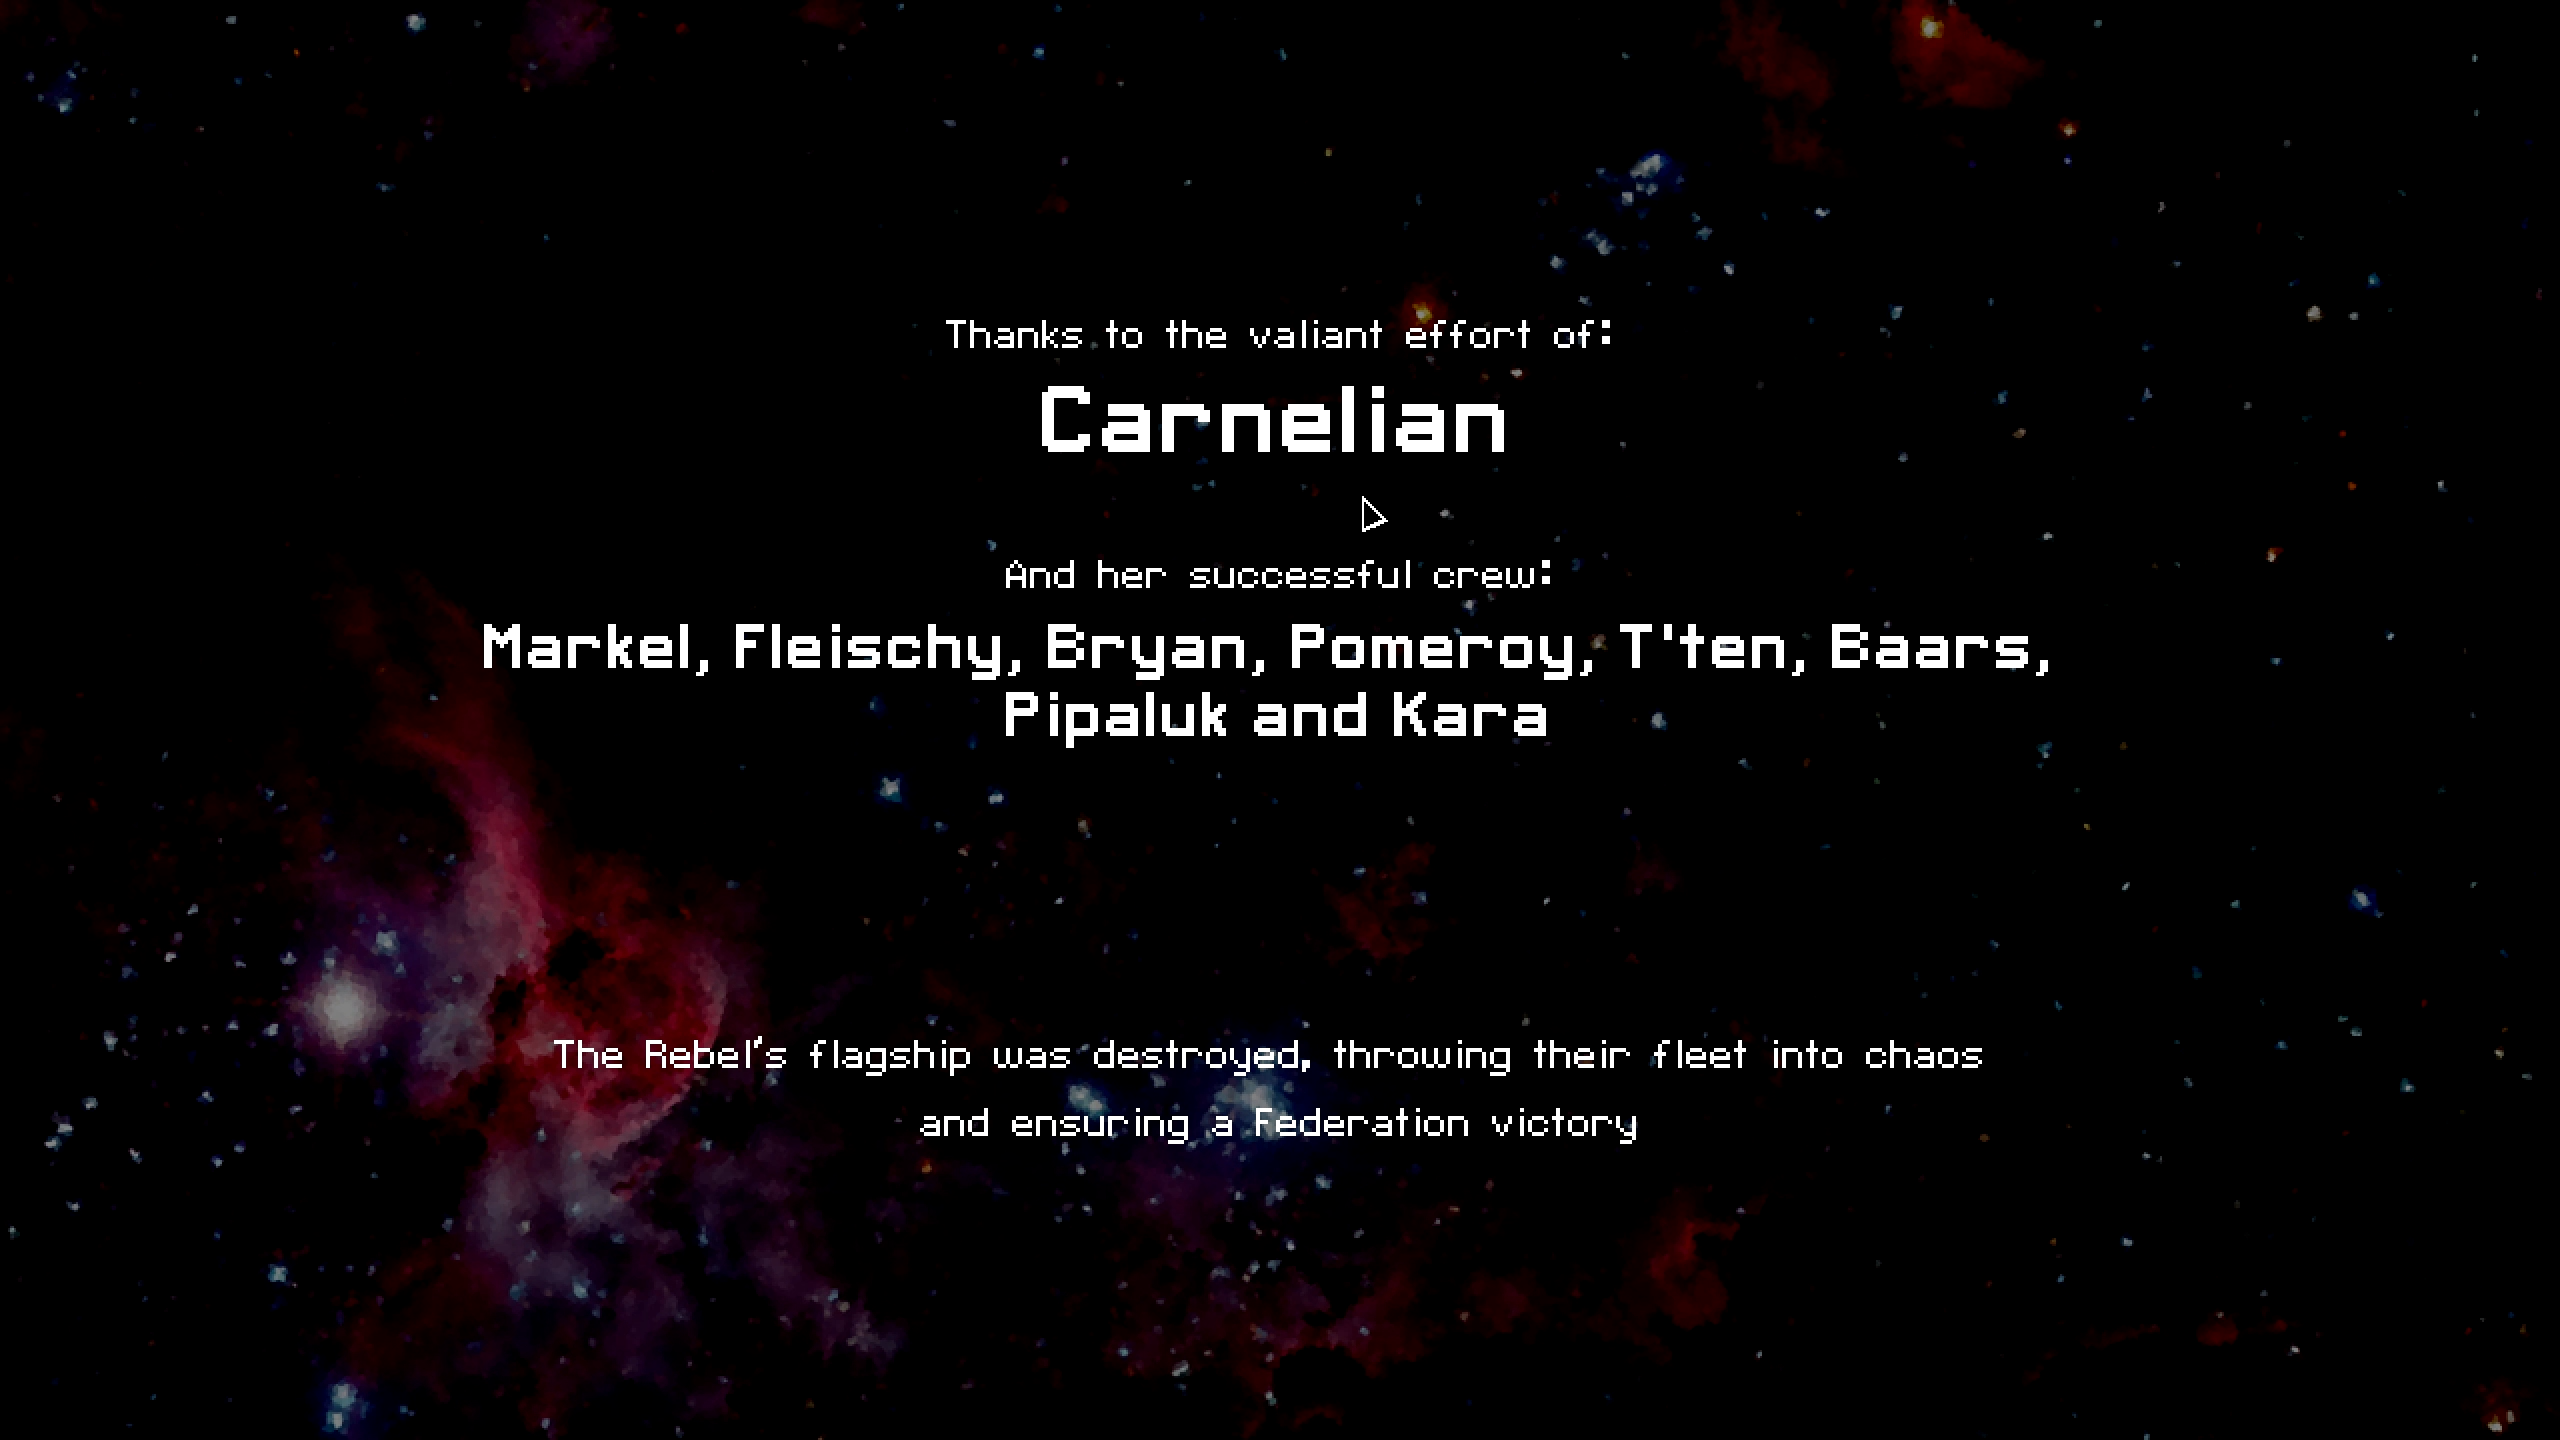 Thanks to the valiant effort of:
Carnelian
And her successful crew:
Markel, Fleischy, Bryan, Pomeroy, T'ten, Baars,
Pipaluk and Kara
The Rebel's flagship was destroyed, throwing their fleet into chaos
and ensuring a Federation victory